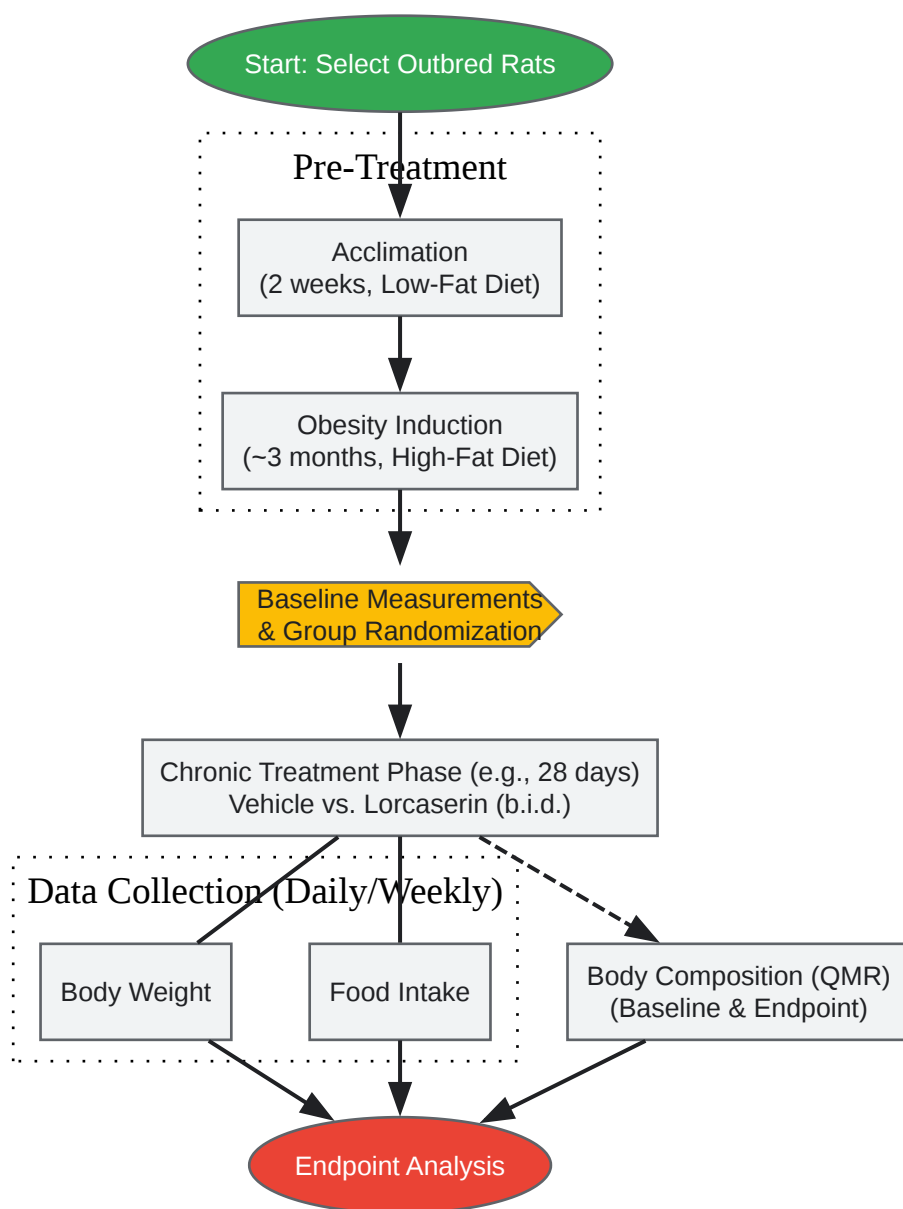 Start: Select Outbred Rats
Pre-Treatment
Acclimation
(2 weeks, Low-Fat Diet)
Obesity Induction
(~3 months, High-Fat Diet)
Baseline Measurements
& Group Randomization
Chronic Treatment Phase (e.g., 28 days)
Vehicle vs. Lorcaserin (b.i.d.)
Data Collection (Daily/Weekly)
Body Weight
Food Intake
Body Composition (QMR)
(Baseline & Endpoint)
Endpoint Analysis